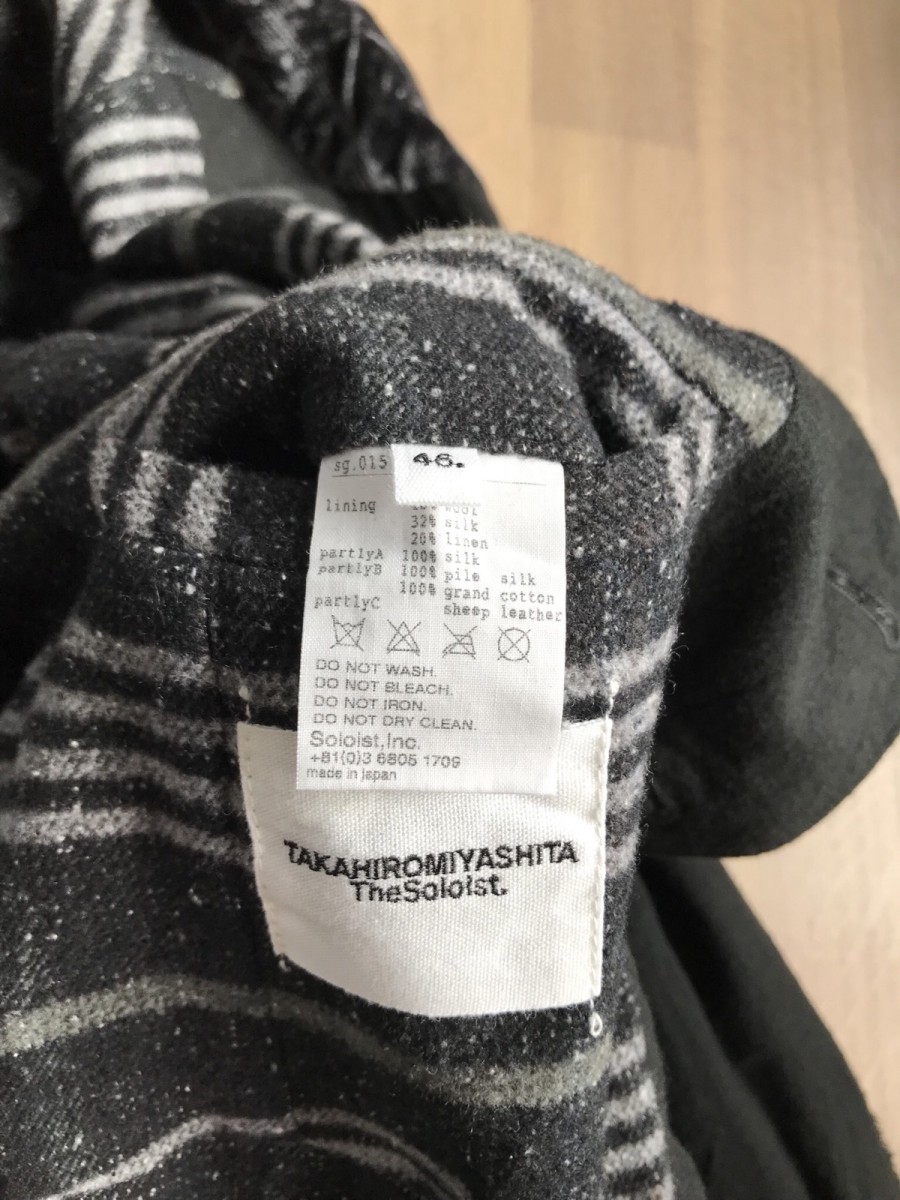 sg.015
46.
lining
wool
32% silk
20% linen
partlyA 100% silk
partlyB 100% pile silk
100% grand cotton
partlyC sheep leather
DO NOT WASH.
DO NOT BLEACH.
DO NOT IRON.
DO NOT DRY CLEAN.
Soloist,Inc.
+81(0)3 6805 1709
made in japan
TAKAHIROMIYASHITA
TheSoloist.